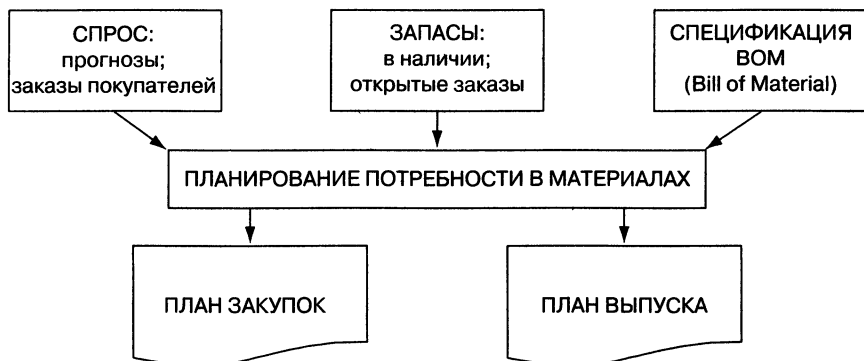 СПРОС:
прогнозы;
заказы покупателей
ЗАПАСЫ:
в наличии;
открытые заказы
СПЕЦИФИКАЦИЯ
ВОМ
(Bill of Material)
ПЛАНИРОВАНИЕ ПОТРЕБНОСТИ В МАТЕРИАЛАХ
ПЛАН ЗАКУПОК
ПЛАН ВЫПУСКА